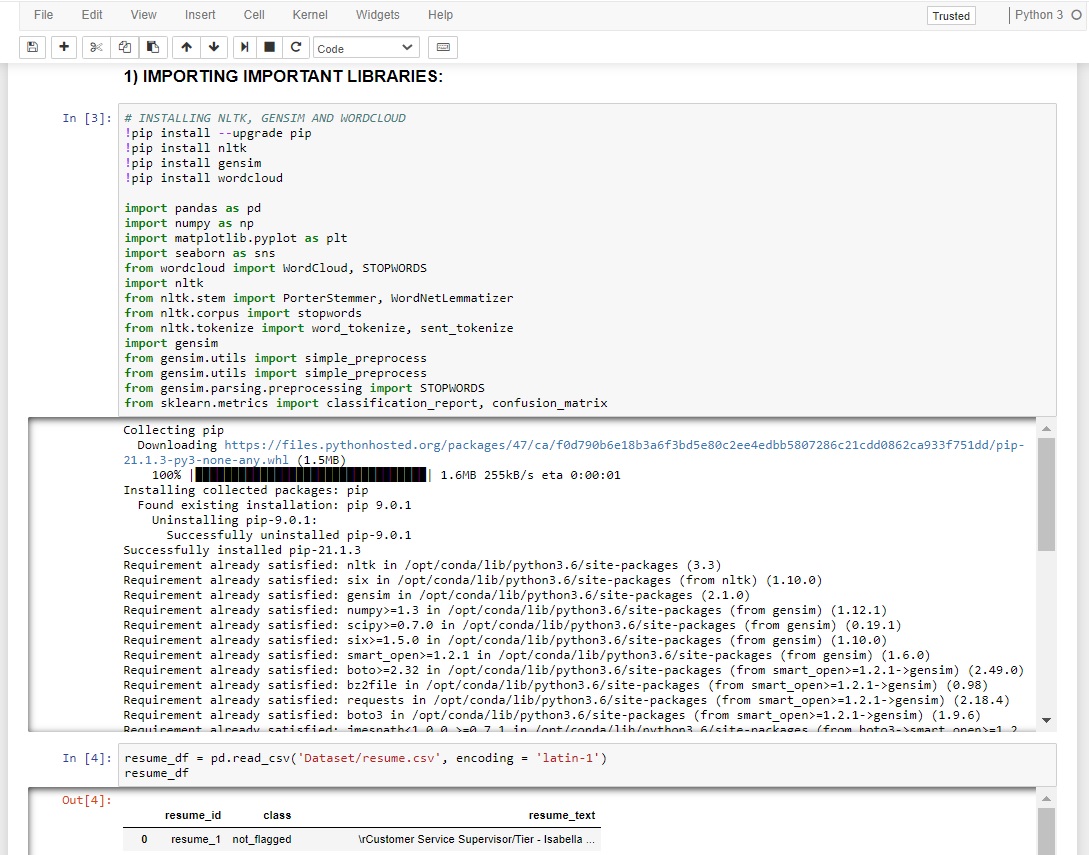 File Edit View Insert Cell Kernel Widgets Help Trusted Python 3
Code
1) IMPORTING IMPORTANT LIBRARIES:
In [3]: # INSTALLING NLTK, GENSIM AND WORDCLOUD
!pip install --upgrade pip
!pip install nltk
!pip install gensim
!pip install wordcloud
import pandas as pd
import numpy as np
import matplotlib.pyplot as plt
import seaborn as sns
from wordcloud import WordCloud, STOPWORDS
import nltk
from nltk.stem import PorterStemmer, WordNetLemmatizer
from nltk.corpus import stopwords
from nltk.tokenize import word_tokenize, sent_tokenize
import gensim
from gensim.utils import simple_preprocess
from gensim.utils import simple_preprocess
from gensim.parsing.preprocessing import STOPWORDS
from sklearn.metrics import classification_report, confusion_matrix
Collecting pip
Downloading https://files.pythonhosted.org/packages/47/ca/f0d790b6e18b3a6f3bd5e80c2ee4edbb5807286c21cdd0862ca933f751dd/pip-
21.1.3-py3-none-any.whl (1.5MB)
100% |████████████████████████████████| 1.6MB 255kB/s eta 0:00:01
Installing collected packages: pip
Found existing installation: pip 9.0.1
Uninstalling pip-9.0.1:
Successfully uninstalled pip-9.0.1
Successfully installed pip-21.1.3
Requirement already satisfied: nltk in /opt/conda/lib/python3.6/site-packages (3.3)
Requirement already satisfied: six in /opt/conda/lib/python3.6/site-packages (from nltk) (1.10.0)
Requirement already satisfied: gensim in /opt/conda/lib/python3.6/site-packages (2.1.0)
Requirement already satisfied: numpy>=1.3 in /opt/conda/lib/python3.6/site-packages (from gensim) (1.12.1)
Requirement already satisfied: scipy>=0.7.0 in /opt/conda/lib/python3.6/site-packages (from gensim) (0.19.1)
Requirement already satisfied: six>=1.5.0 in /opt/conda/lib/python3.6/site-packages (from gensim) (1.10.0)
Requirement already satisfied: smart_open>=1.2.1 in /opt/conda/lib/python3.6/site-packages (from gensim) (1.6.0)
Requirement already satisfied: boto>=2.32 in /opt/conda/lib/python3.6/site-packages (from smart_open>=1.2.1->gensim) (2.49.0)
Requirement already satisfied: bz2file in /opt/conda/lib/python3.6/site-packages (from smart_open>=1.2.1->gensim) (0.98)
Requirement already satisfied: requests in /opt/conda/lib/python3.6/site-packages (from smart_open>=1.2.1->gensim) (2.18.4)
Requirement already satisfied: boto3 in /opt/conda/lib/python3.6/site-packages (from smart_open>=1.2.1->gensim) (1.9.6)
Requirement already satisfied: jmespath<1.0.0,>=0.7.1 in /opt/conda/lib/python3.6/site-packages (from boto3->smart_open>=1.2
In [4]: resume_df = pd.read_csv('Dataset/resume.csv', encoding = 'latin-1')
resume_df
Out[4]:
resume_id class resume_text
0 resume_1 not_flagged \rCustomer Service Supervisor/Tier - Isabella ...